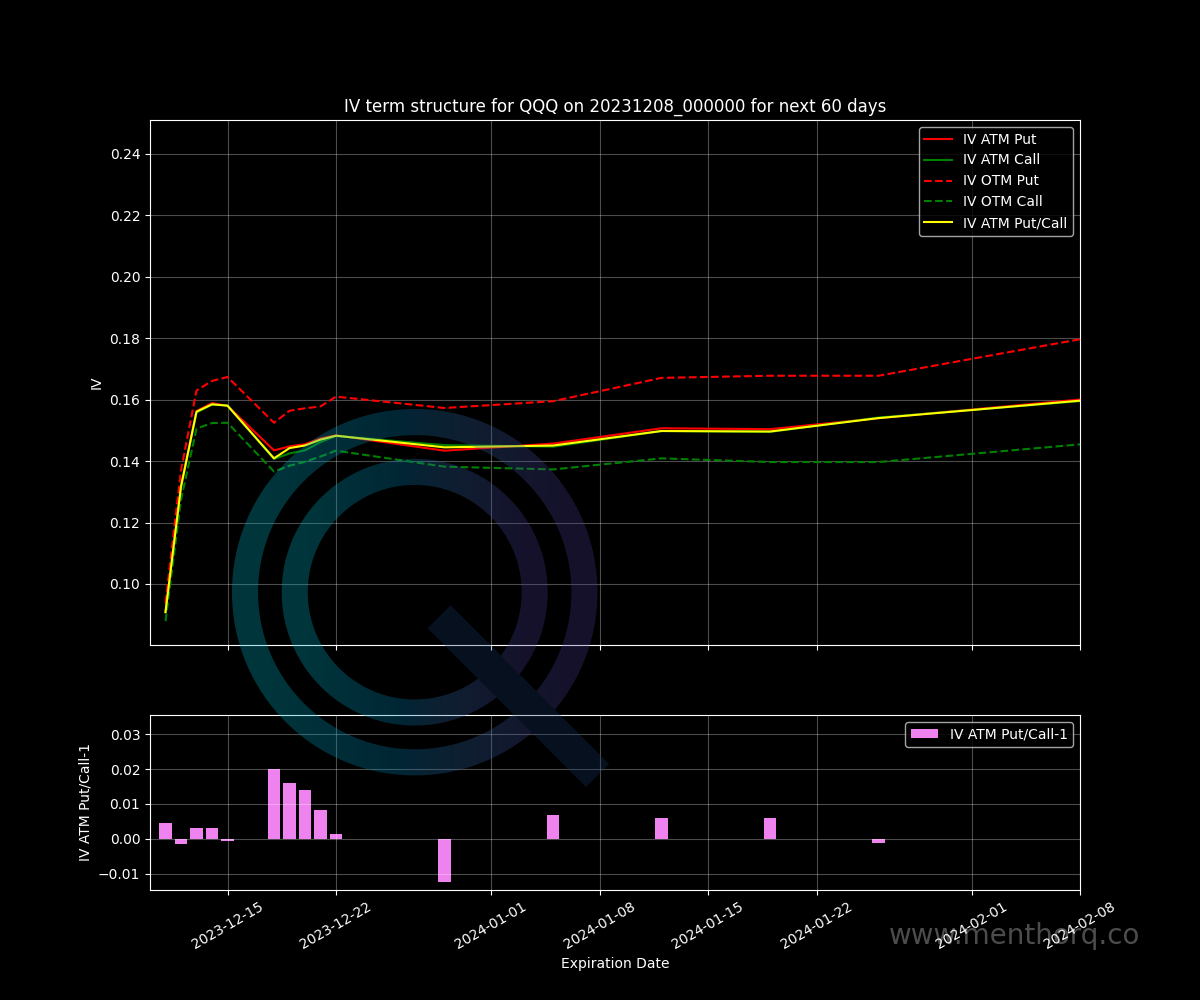 IV term structure for QQQ on 20231208_000000 for next 60 days
IV ATM Put
IV ATM Call
IV OTM Put
IV OTM Call
IV ATM Put/Call
0.24
0.22
0.20
0.18
0.16
0.14
0.12
0.10
IV
IV ATM Put/Call-1
0.03
0.02
0.01
0.00
−0.01
IV ATM Put/Call-1
2023-12-15
2023-12-22
2024-01-01
2024-01-08
2024-01-15
2024-01-22
2024-02-01
2024-02-08
www.menthorq.co
Expiration Date